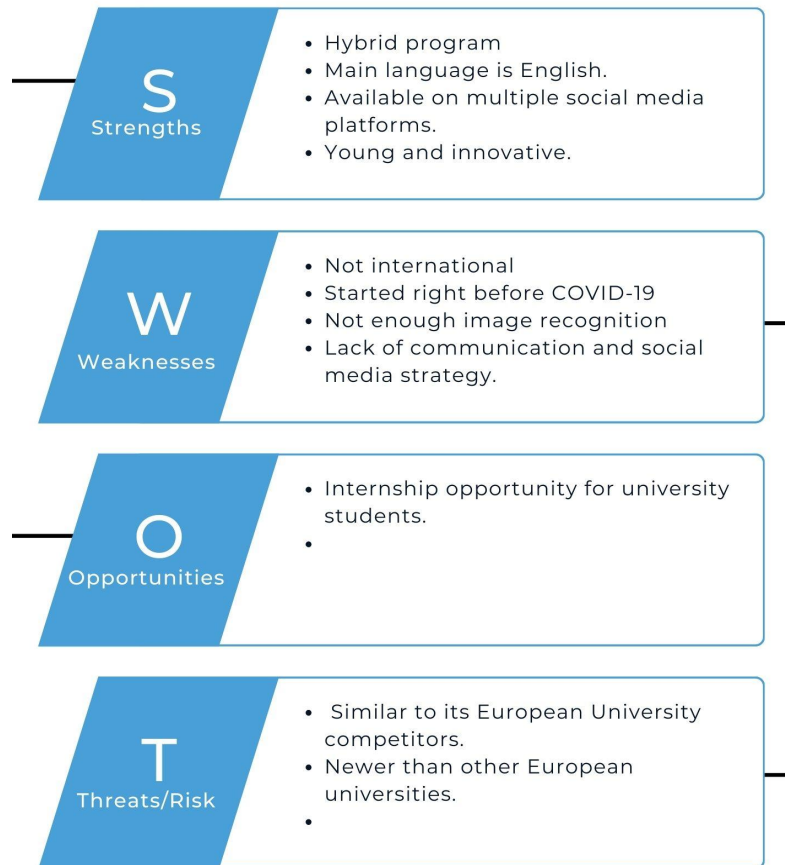 S
Strengths
• Hybrid program
• Main language is English.
• Available on multiple social media
platforms.
• Young and innovative.
W
Weaknesses
• Not international
• Started right before COVID-19
• Not enough image recognition
• Lack of communication and social
media strategy.
O
Opportunities
• Internship opportunity for university
students.
•
T
Threats/Risk
• Similar to its European University
competitors.
• Newer than other European
universities.
•